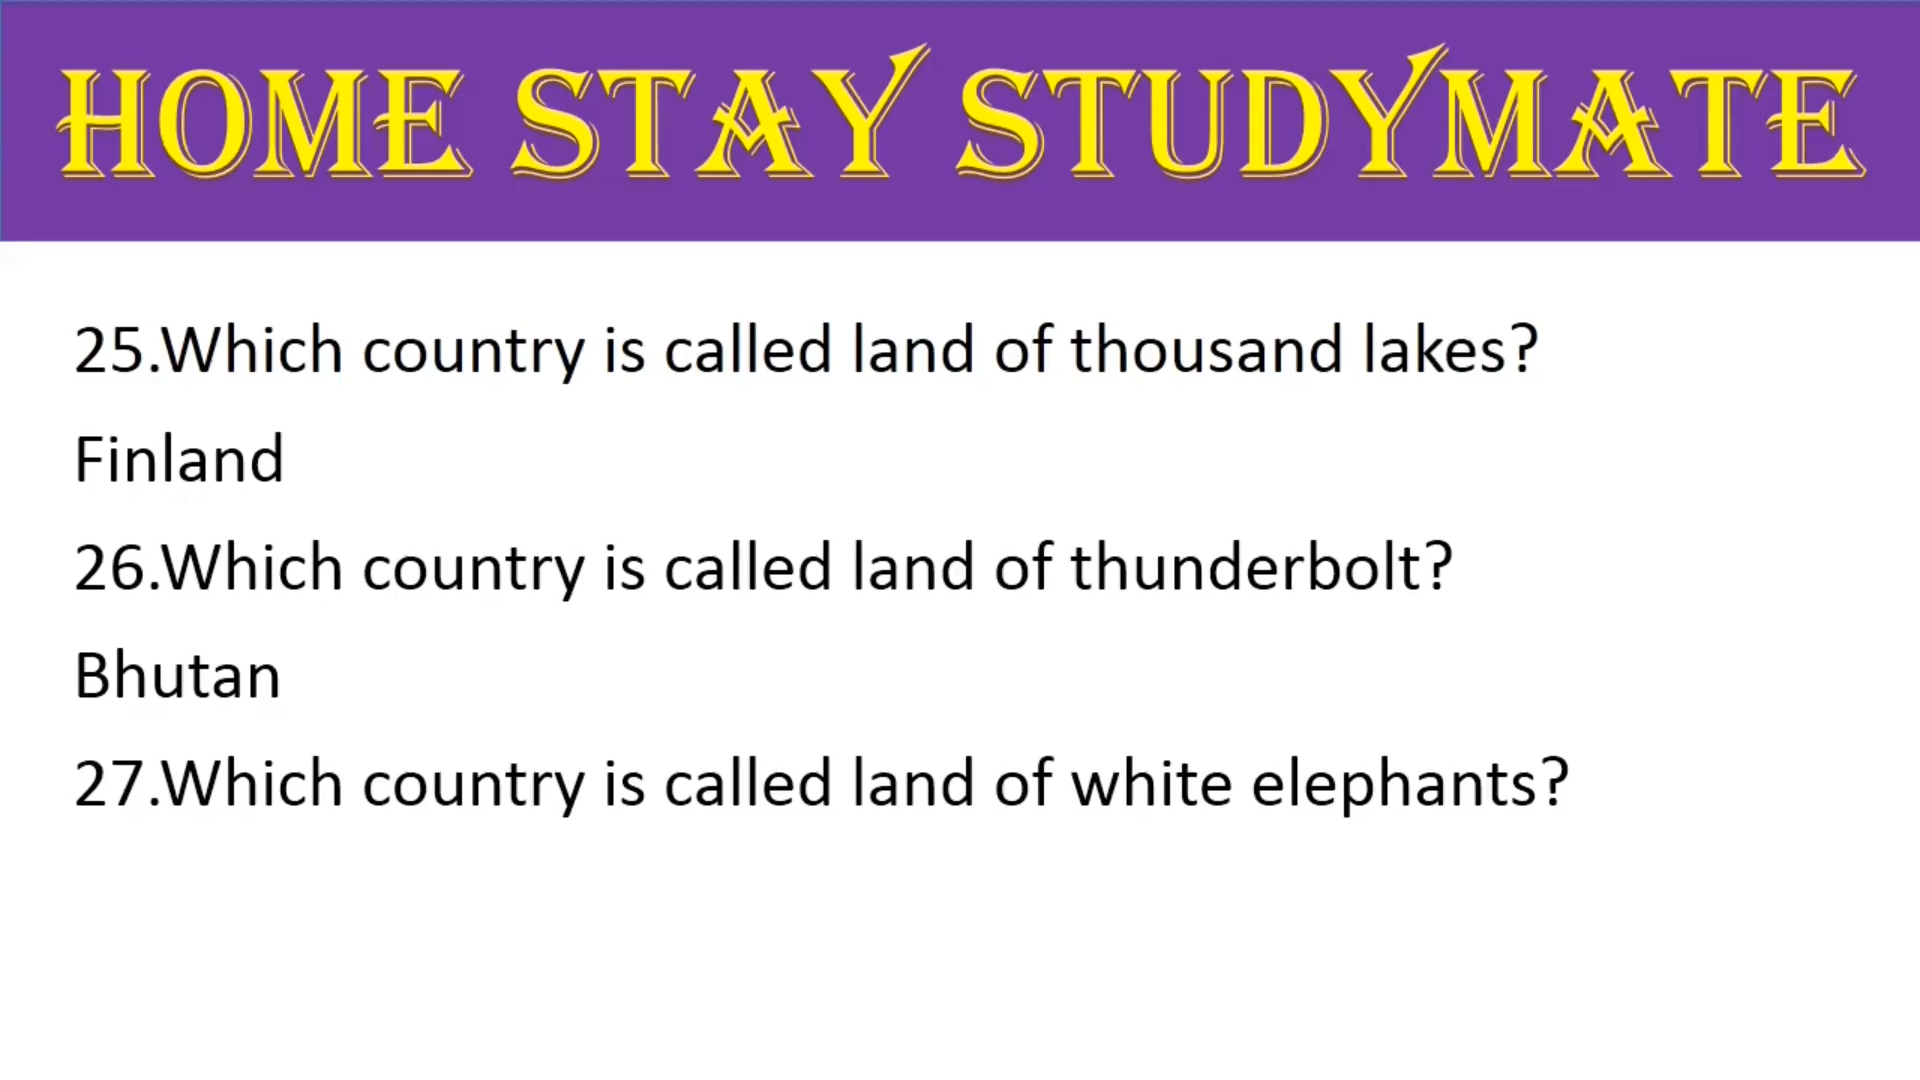 HOME STAY STUDYMATE
25.Which country is called land of thousand lakes?
Finland
26.Which country is called land of thunderbolt?
Bhutan
27.Which country is called land of white elephants?